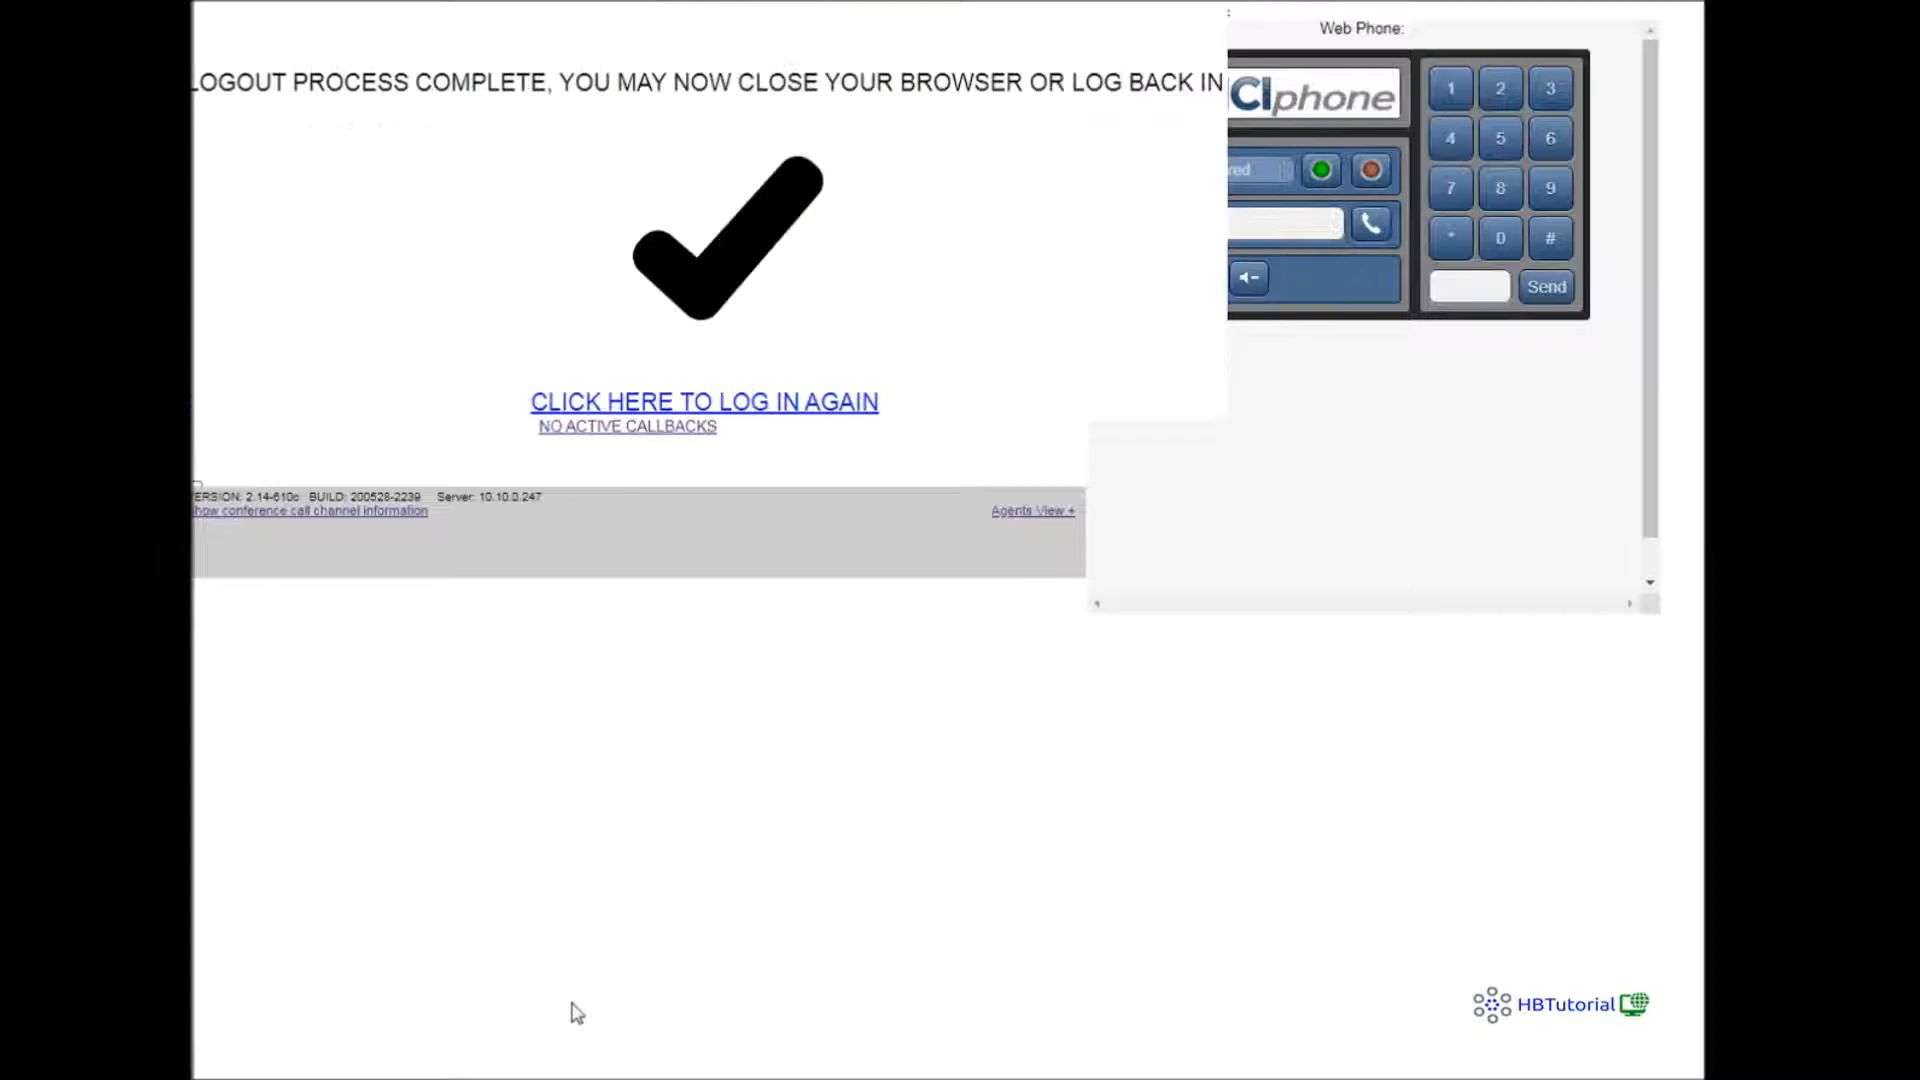 Web Phone:
LOGOUT PROCESS COMPLETE, YOU MAY NOW CLOSE YOUR BROWSER OR LOG BACK IN
CIphone
1 2 3
red
4 5 6
7 8 9
* 0 #
Send
CLICK HERE TO LOG IN AGAIN
NO ACTIVE CALLBACKS
ERSION: 2.14-610c BUILD: 200528-2239 Server: 10.10.0.247
how conference call channel information
Agents View +
HBTutorial